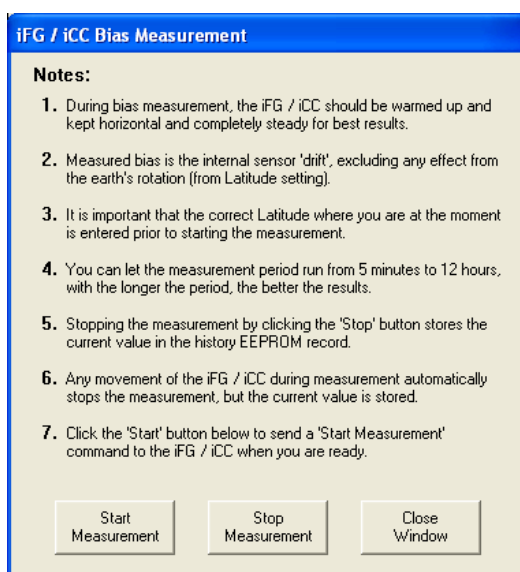 iFG / iCC Bias Measurement
Notes:
1. During bias measurement, the iFG / iCC should be warmed up and
kept horizontal and completely steady for best results.
2. Measured bias is the internal sensor 'drift', excluding any effect from
the earth's rotation (from Latitude setting).
3. It is important that the correct Latitude where you are at the moment
is entered prior to starting the measurement.
4. You can let the measurement period run from 5 minutes to 12 hours,
with the longer the period, the better the results.
5. Stopping the measurement by clicking the 'Stop' button stores the
current value in the history EEPROM record.
6. Any movement of the iFG / iCC during measurement automatically
stops the measurement, but the current value is stored.
7. Click the 'Start' button below to send a 'Start Measurement'
command to the iFG / iCC when you are ready.
Start
Measurement
Stop
Measurement
Close
Window